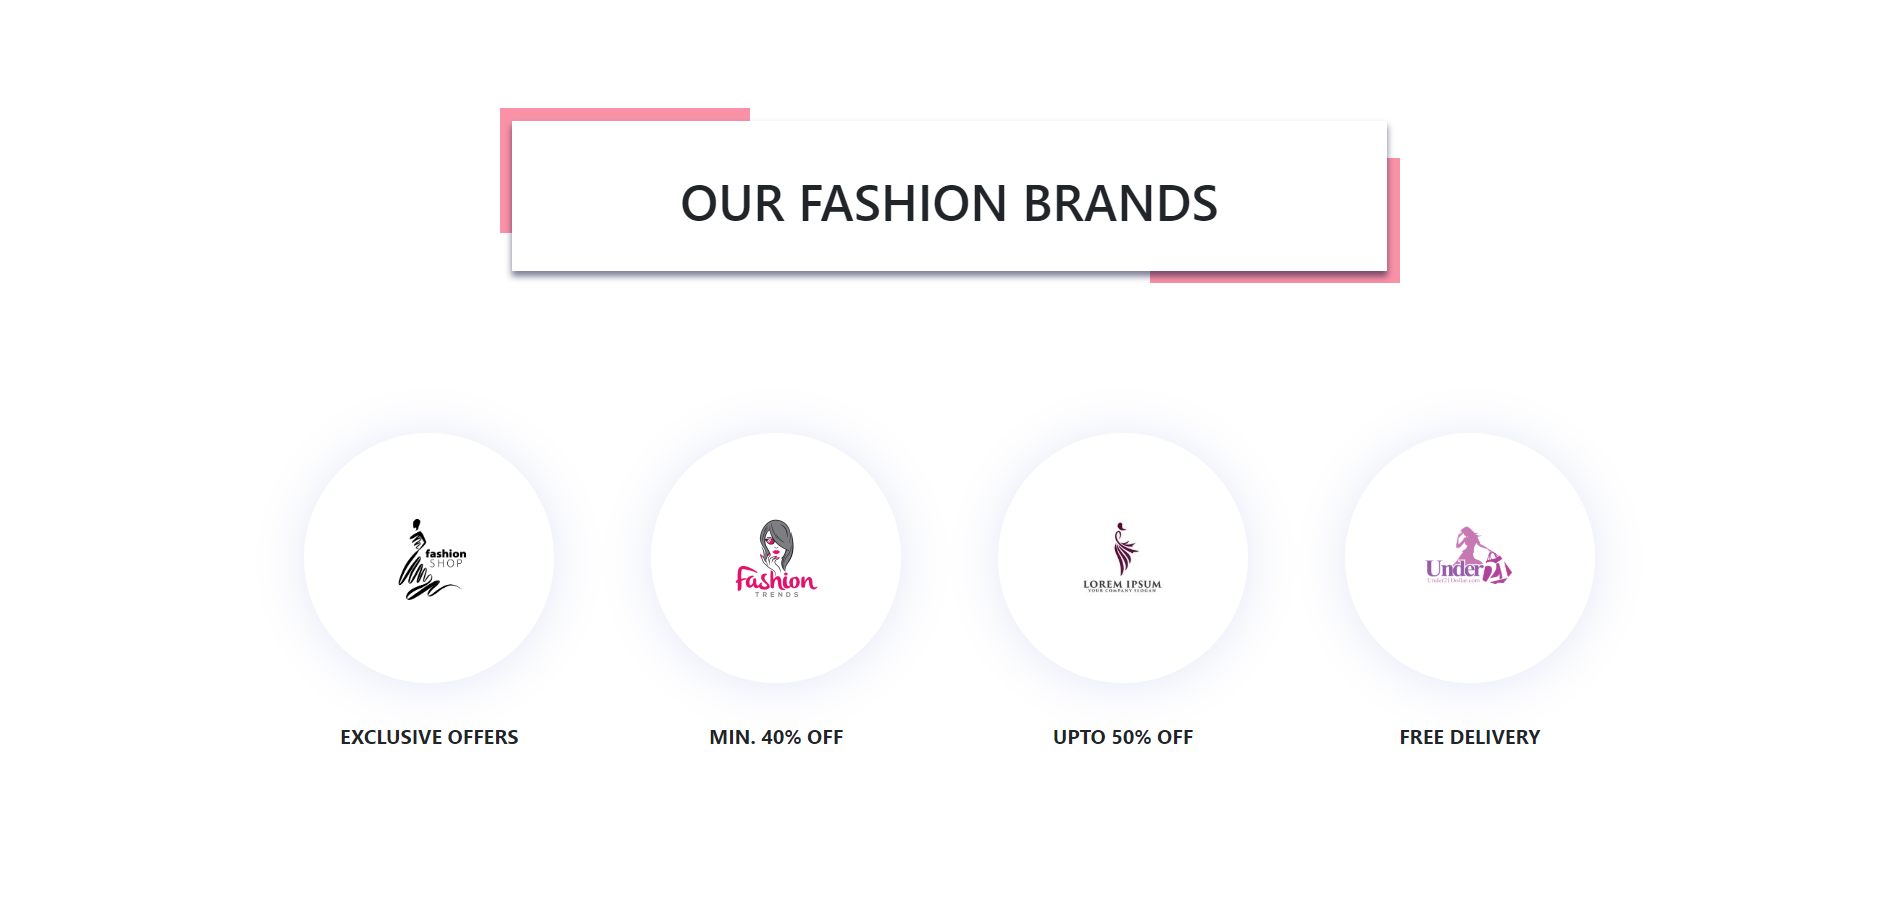 OUR FASHION BRANDS
fashion
SHOP
Fashion
TRENDS
LOREM IPSUM
YOUR COMPANY SLOGAN
Under21
Under21Dollar.com
EXCLUSIVE OFFERS
MIN. 40% OFF
UPTO 50% OFF
FREE DELIVERY